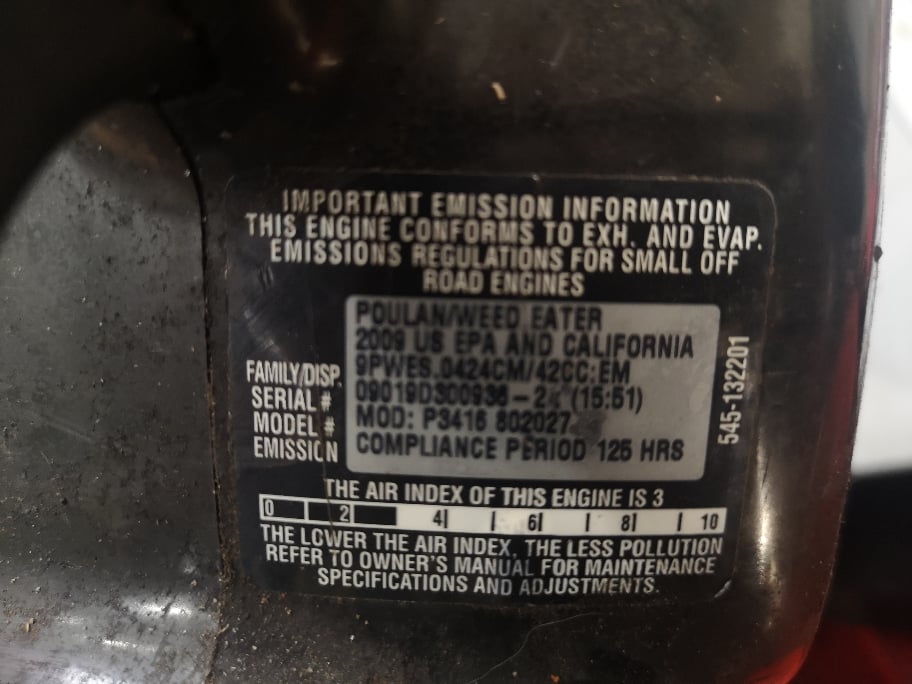 IMPORTANT EMISSION INFORMATION
THIS ENGINE CONFORMS TO EXH. AND EVAP.
EMISSIONS REGULATIONS FOR SMALL OFF
ROAD ENGINES
POULAN/WEED EATER
2009 US EPA AND CALIFORNIA
FAMILY/DISP. 9PWES.0424CM/42CC:EM
SERIAL # (15:51)
MODEL # MOD: P3416 802027
EMISSION COMPLIANCE PERIOD 125 HRS
545-132201
THE AIR INDEX OF THIS ENGINE IS 3
0 2 4 6 8 10
THE LOWER THE AIR INDEX, THE LESS POLLUTION
REFER TO OWNER'S MANUAL FOR MAINTENANCE
SPECIFICATIONS AND ADJUSTMENTS.